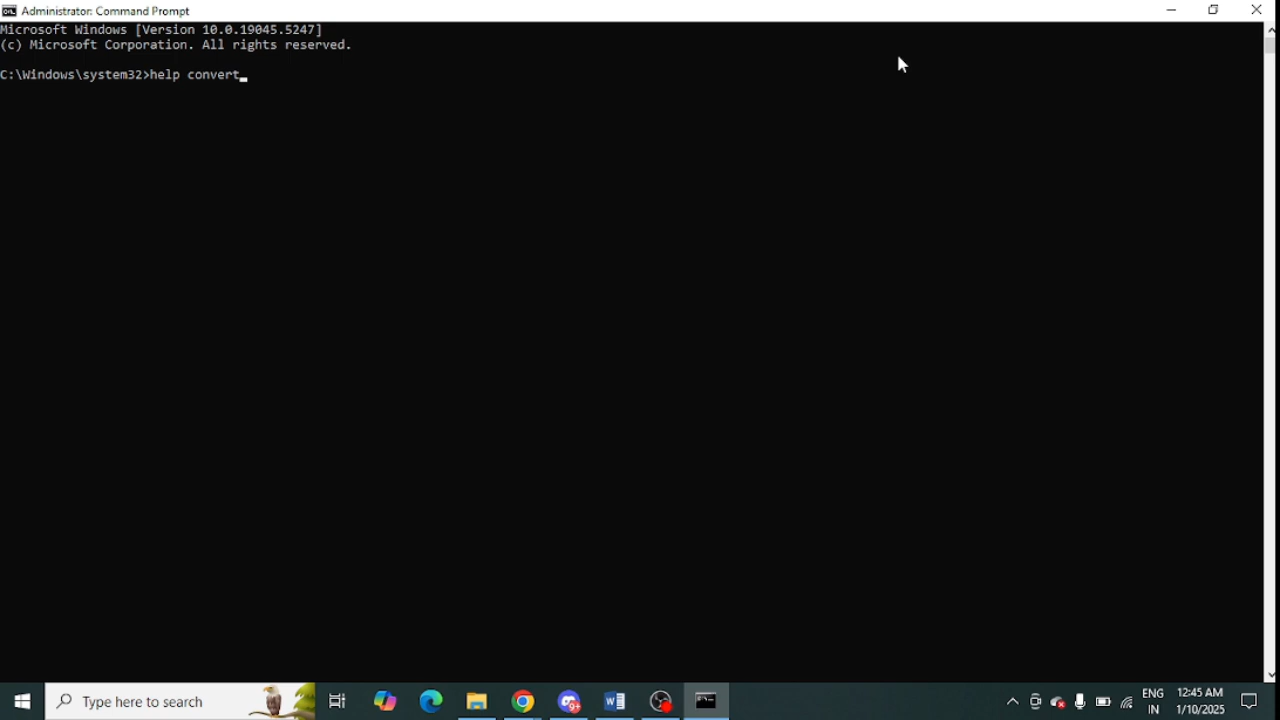 Administrator: Command Prompt
Microsoft Windows [Version 10.0.19045.5247]
(c) Microsoft Corporation. All rights reserved.
C:\Windows\system32>help convert_
Type here to search
ENG
IN
12:45 AM
1/10/2025